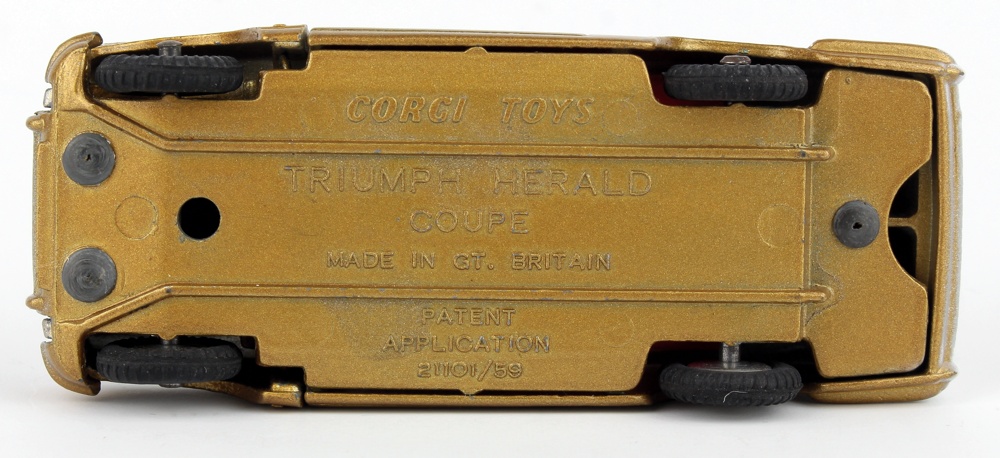 CORGI TOYS
TRIUMPH HERALD
COUPE
MADE IN GT. BRITAIN
PATENT
APPLICATION
21101/59